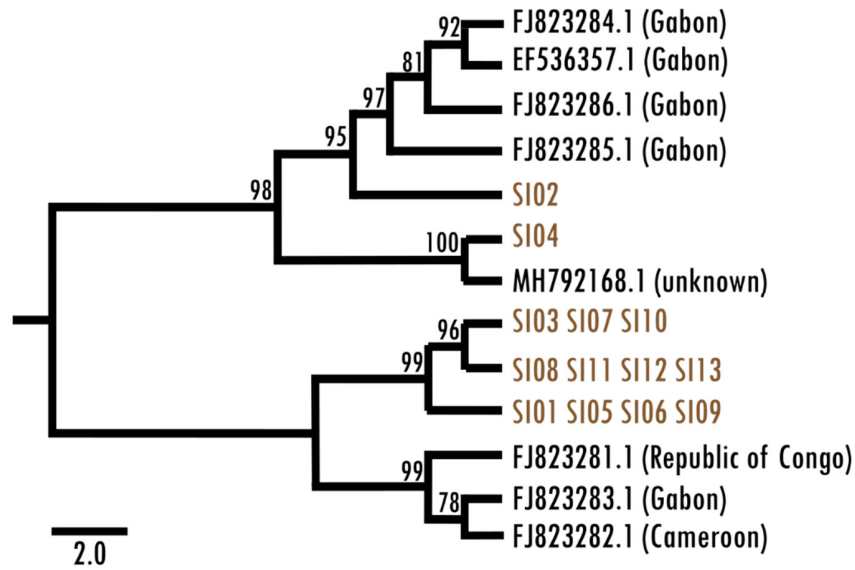 92 FJ823284.1 (Gabon)
81 EF536357.1 (Gabon)
97 FJ823286.1 (Gabon)
95 FJ823285.1 (Gabon)
98 SI02
100 SI04
MH792168.1 (unknown)
96 SI03 SI07 SI10
99 SI08 SI11 SI12 SI13
SI01 SI05 SI06 SI09
99 FJ823281.1 (Republic of Congo)
78 FJ823283.1 (Gabon)
FJ823282.1 (Cameroon)
2.0